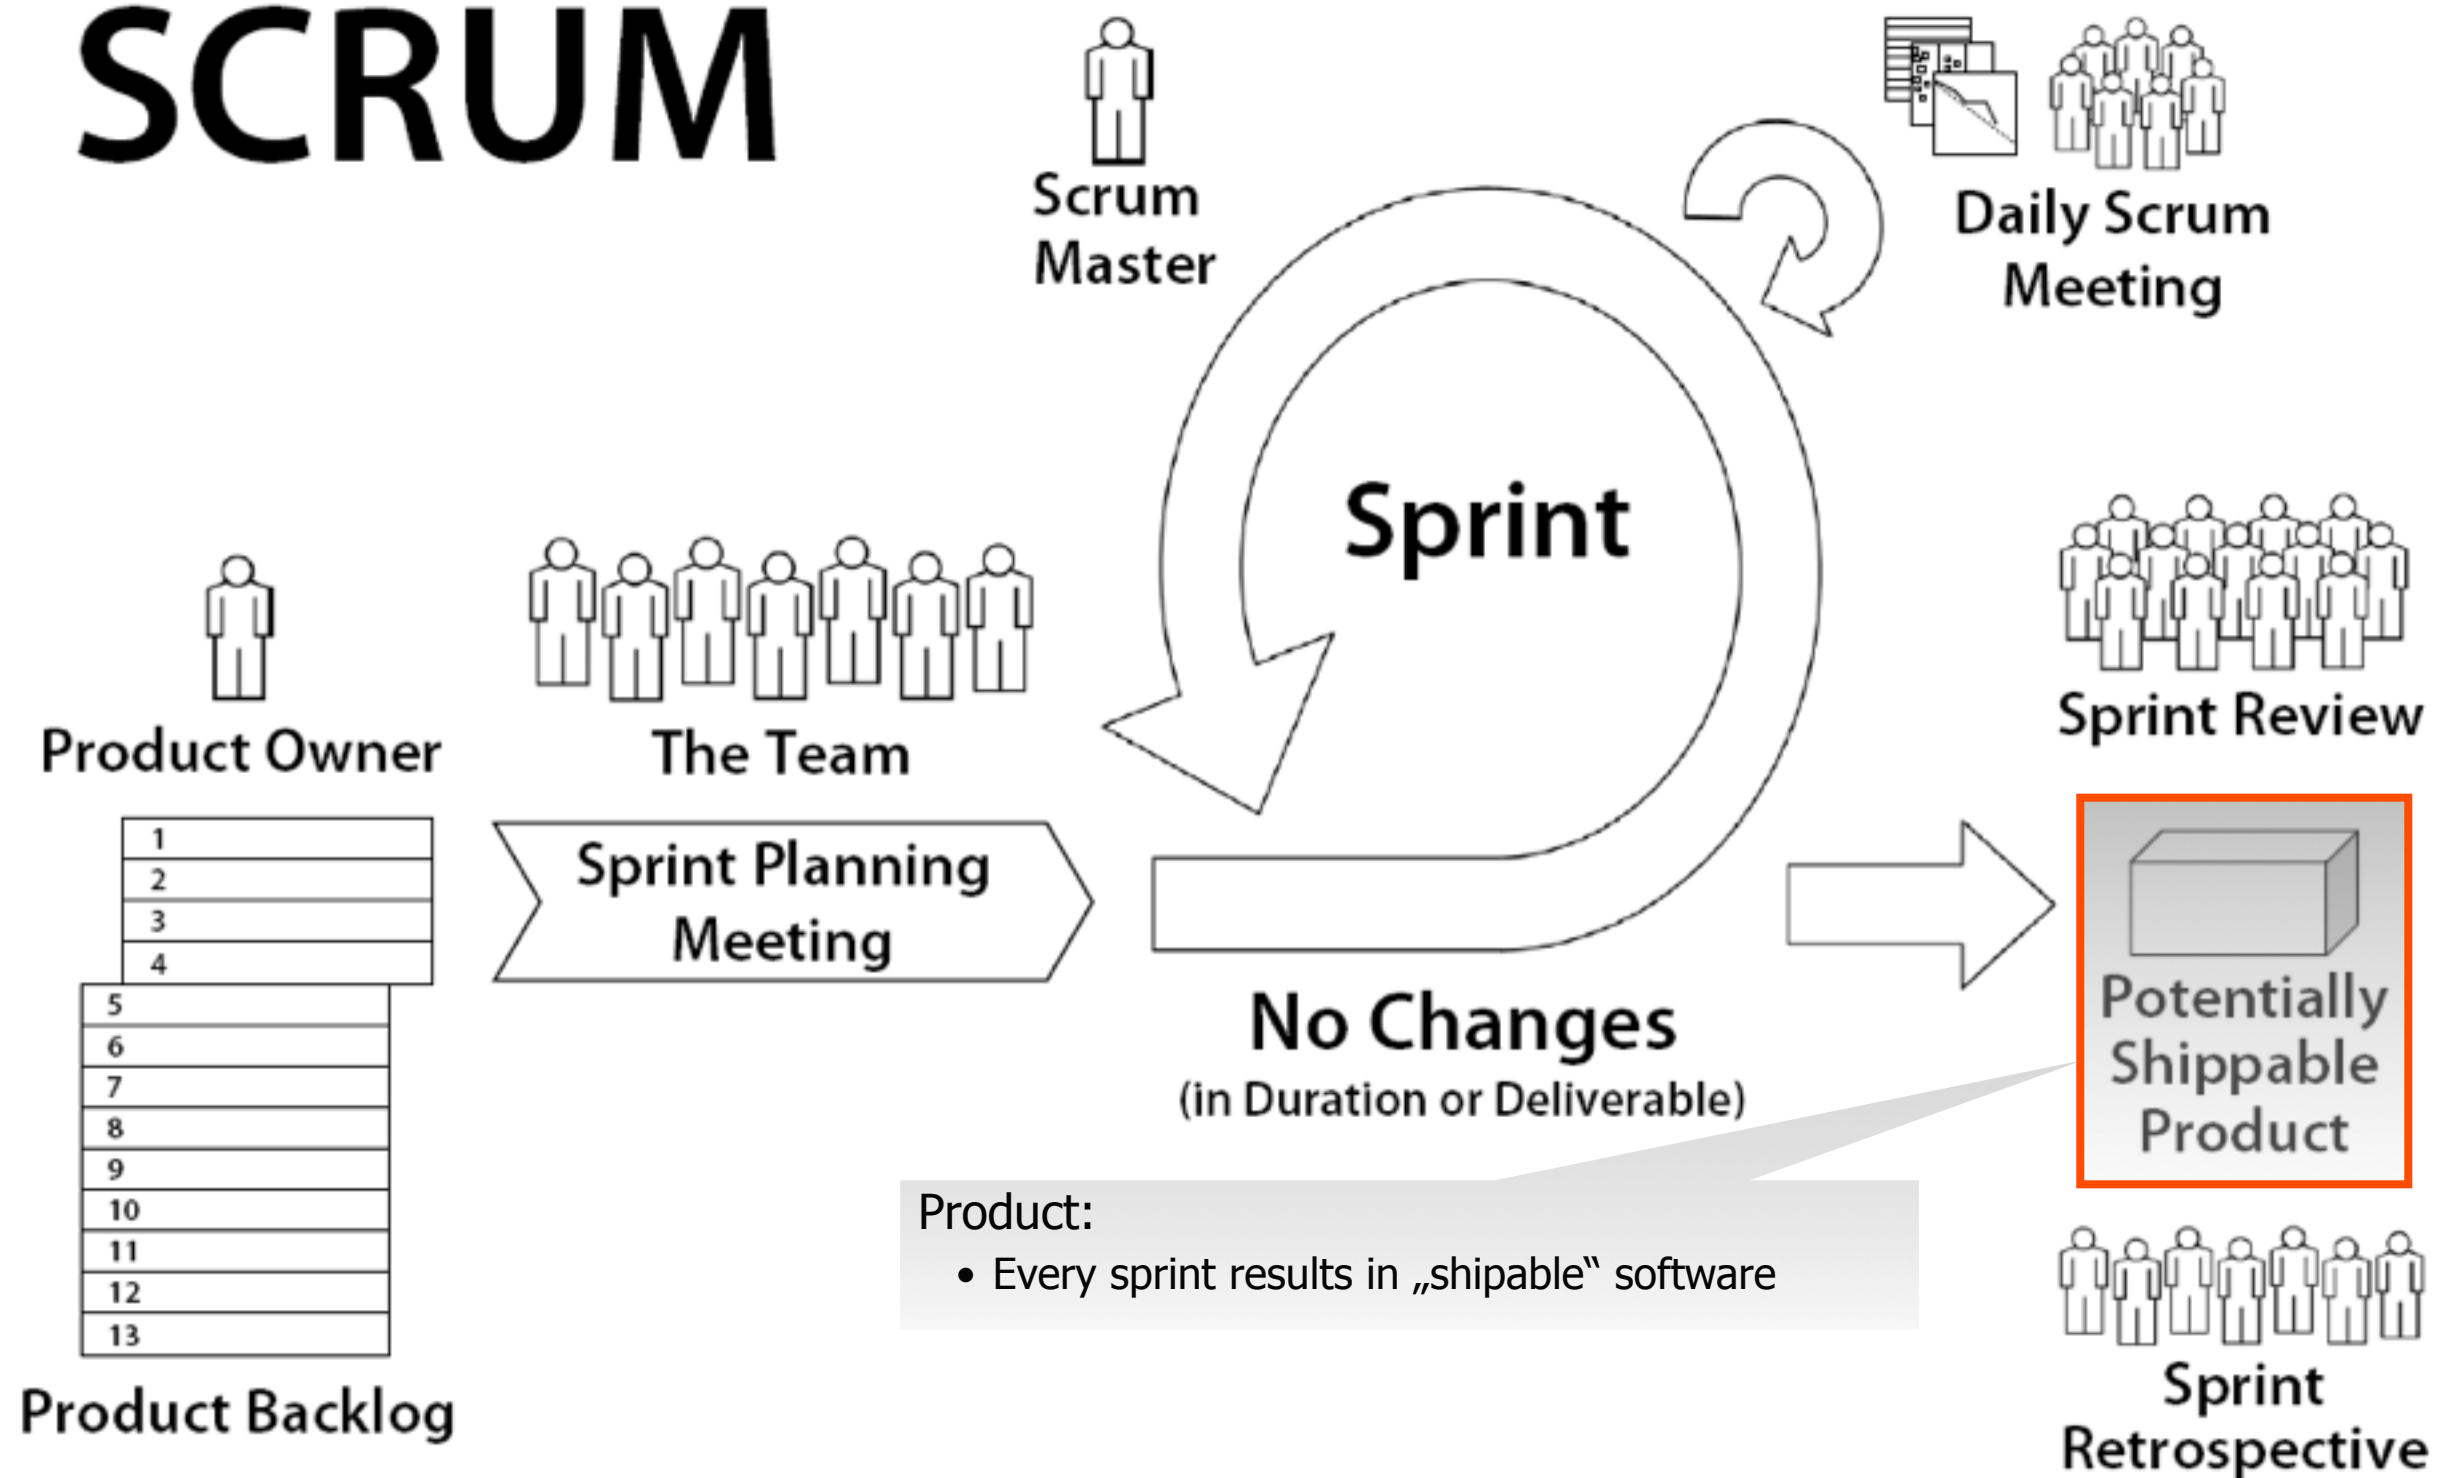 SCRUM
Scrum
Master
Daily Scrum
Meeting
Sprint
Product Owner
The Team
Sprint Review
1
2
3
4
5
6
7
8
9
10
11
12
13
Product Backlog
Sprint Planning
Meeting
No Changes
(in Duration or Deliverable)
Potentially
Shippable
Product
Product:
• Every sprint results in „shipable‟ software
Sprint
Retrospective